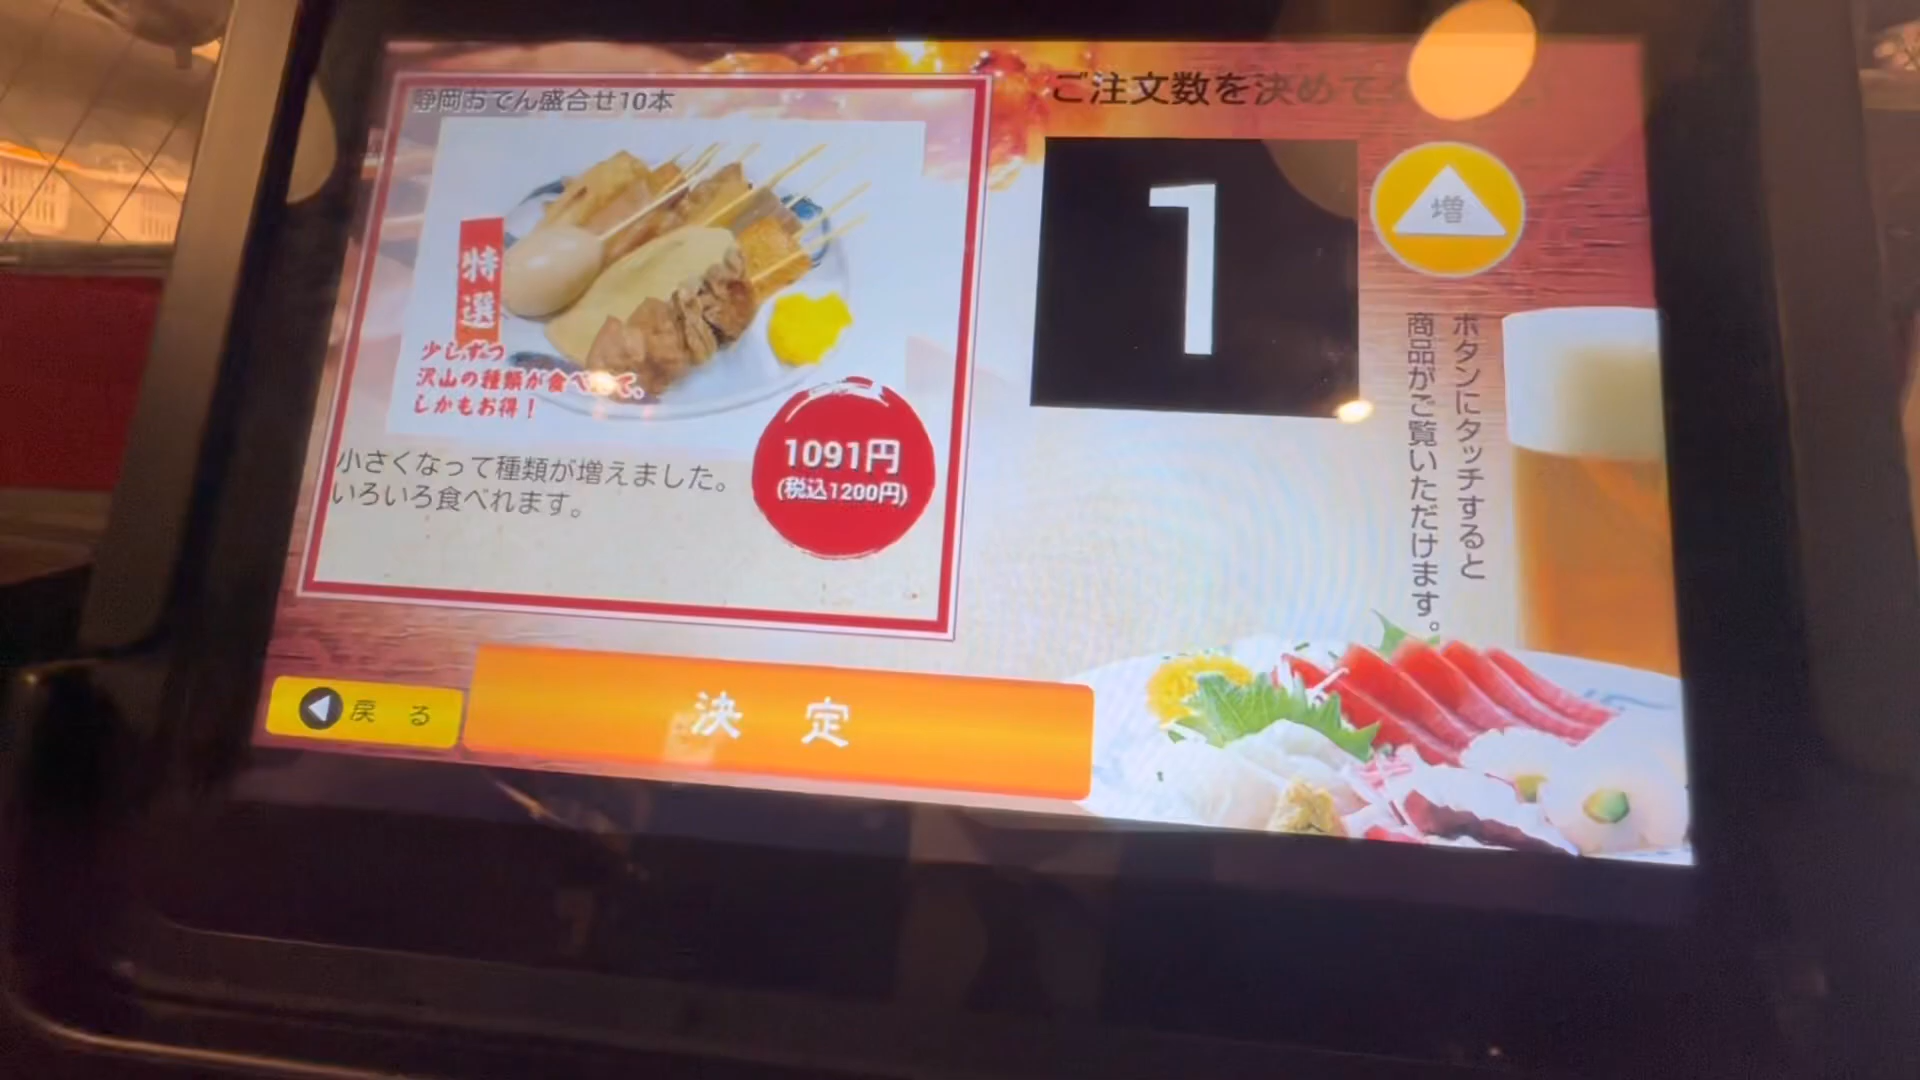 静岡おでん盛合せ10本
特選
少しずつ
沢山の種類が食べ
しかもお得！
1091円
(税込1200円)
小さくなって種類が増えました。
いろいろ食べれます。
ご注文数を決めて
1
増
ボタンにタッチすると
商品がご覧いただけます。
戻る
決定